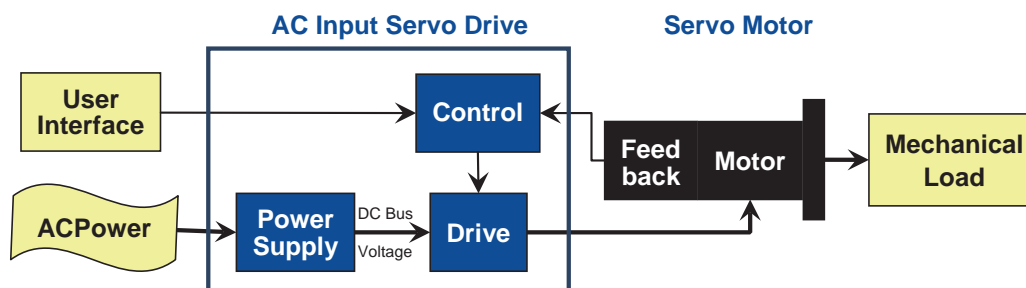 AC Input Servo Drive
Servo Motor
User
Interface
Control
Feed
back
Motor
Mechanical
Load
ACPower
Power
Supply
DC Bus
Voltage
Drive